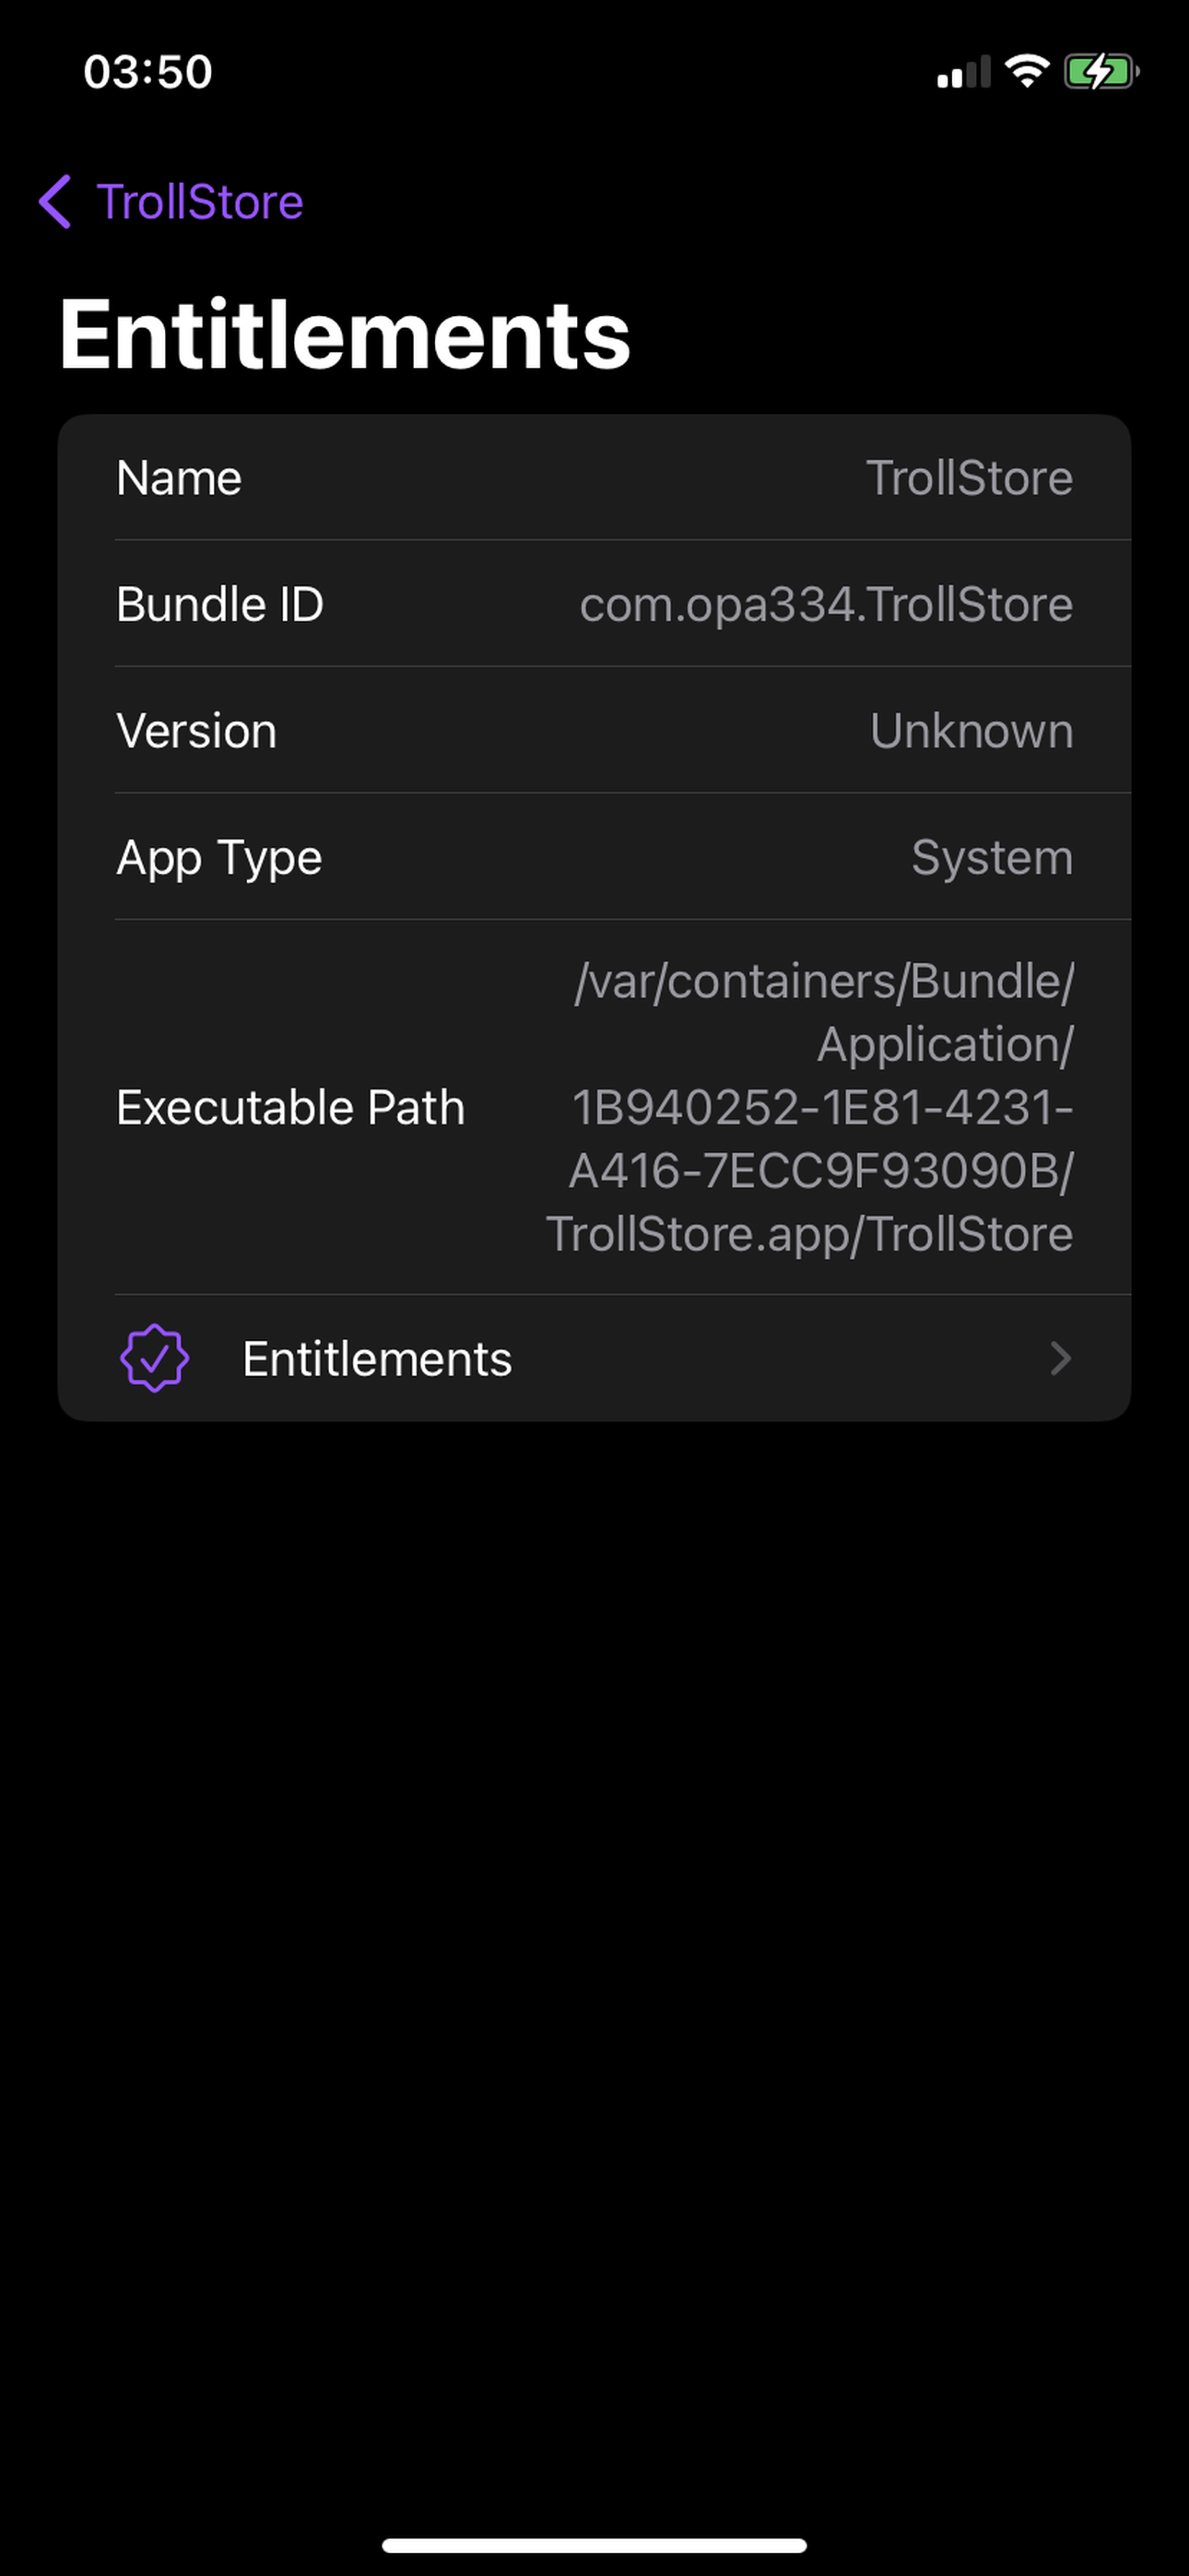 03:50
TrollStore
Entitlements
Name TrollStore
Bundle ID com.opa334.TrollStore
Version Unknown
App Type System
Executable Path /var/containers/Bundle/
Application/
1B940252-1E81-4231-
A416-7ECC9F93090B/
TrollStore.app/TrollStore
Entitlements